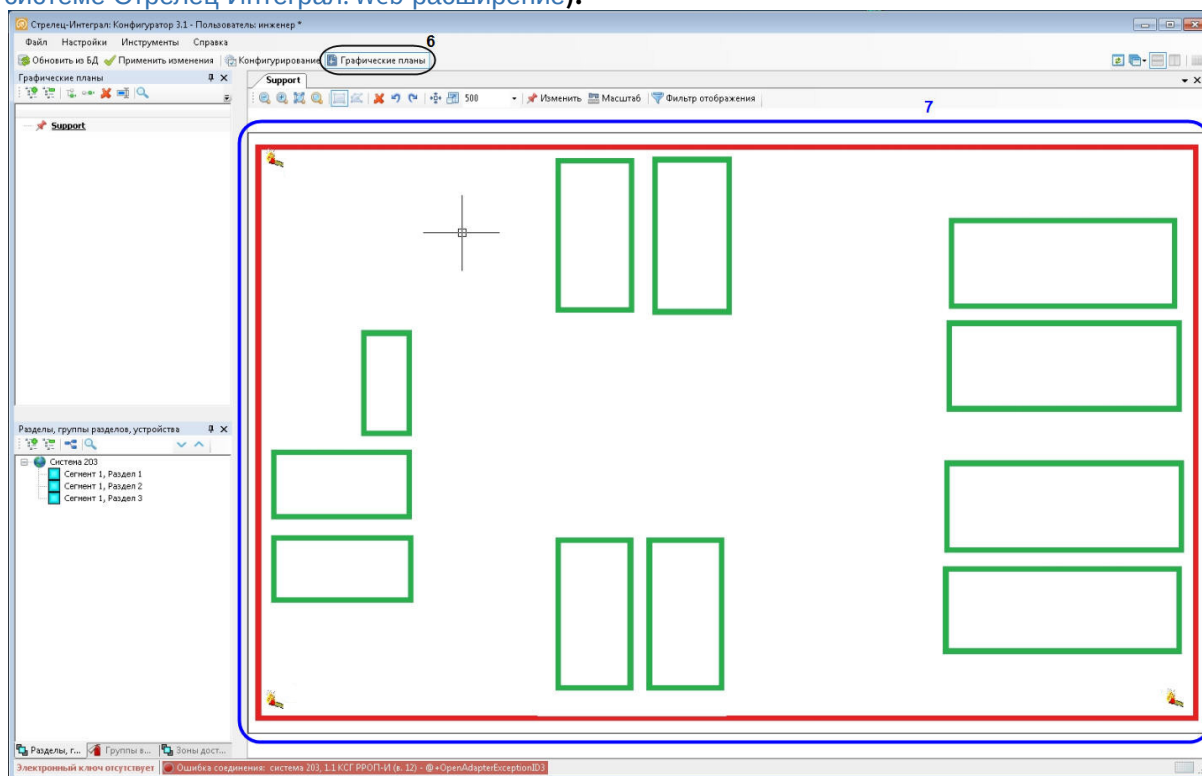 системе Стрелец-Интеграл. Web-расширение).
Стрелец-Интеграл: Конфигуратор 3.1 - Пользователь: инженер *
Файл Настройки Инструменты Справка
6
Обновить из БД Применить изменения Конфигурирование Графические планы
Графические планы
Support
500 Изменить Масштаб Фильтр отображения
7
Support
Разделы, группы разделов, устройства
Система 203
Сегмент 1, Раздел 1
Сегмент 1, Раздел 2
Сегмент 1, Раздел 3
Разделы, г... Группы в... Зоны дост...
Электронный ключ отсутствует Ошибка соединения: система 203, 1.1 КСГ РРОП-И (в. 12) - @+OpenAdapterExceptionID3